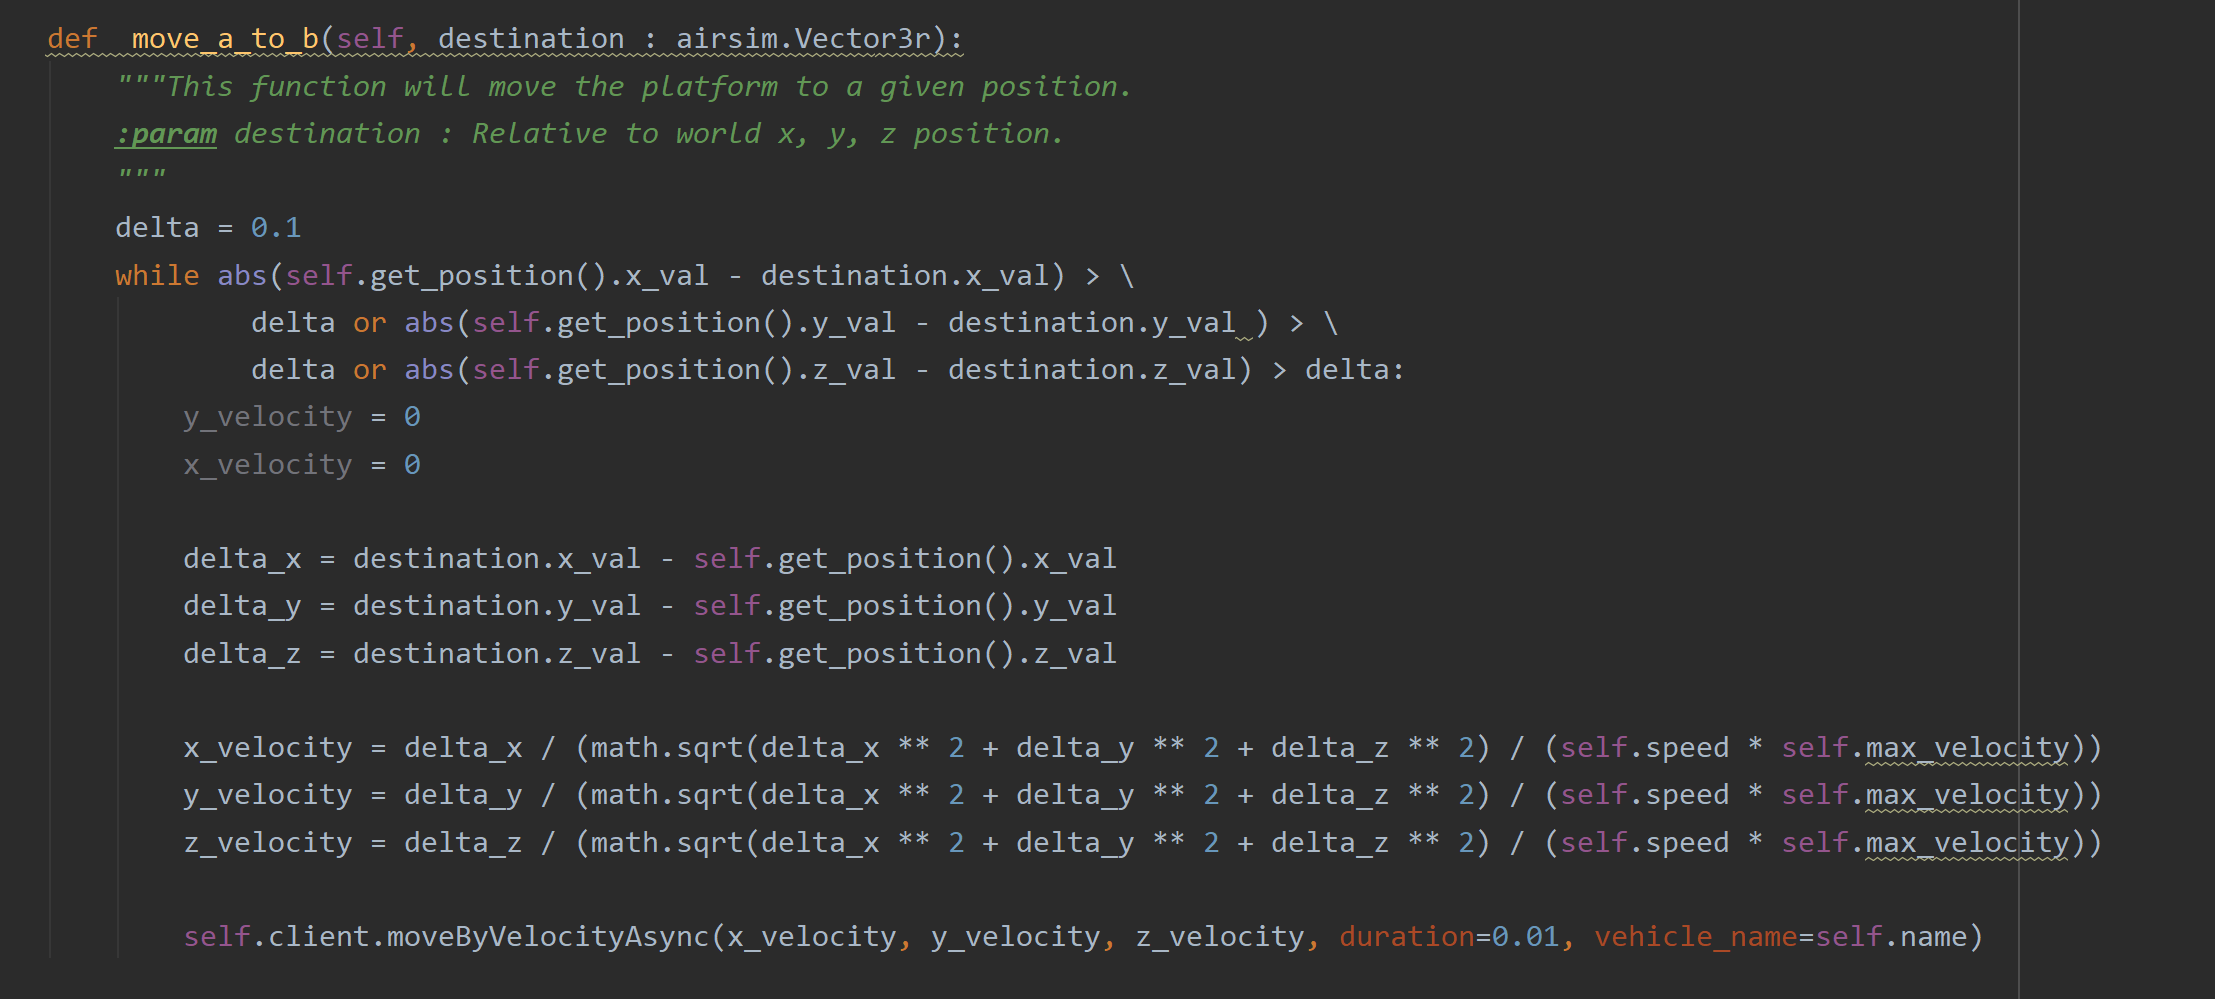 def  move_a_to_b(self, destination : airsim.Vector3r):
"""This function will move the platform to a given position.
:param destination : Relative to world x, y, z position.
"""
delta = 0.1
while abs(self.get_position().x_val - destination.x_val) > \
delta or abs(self.get_position().y_val - destination.y_val ) > \
delta or abs(self.get_position().z_val - destination.z_val) > delta:
y_velocity = 0
x_velocity = 0
delta_x = destination.x_val - self.get_position().x_val
delta_y = destination.y_val - self.get_position().y_val
delta_z = destination.z_val - self.get_position().z_val
x_velocity = delta_x / (math.sqrt(delta_x ** 2 + delta_y ** 2 + delta_z ** 2) / (self.speed * self.max_velocity))
y_velocity = delta_y / (math.sqrt(delta_x ** 2 + delta_y ** 2 + delta_z ** 2) / (self.speed * self.max_velocity))
z_velocity = delta_z / (math.sqrt(delta_x ** 2 + delta_y ** 2 + delta_z ** 2) / (self.speed * self.max_velocity))
self.client.moveByVelocityAsync(x_velocity, y_velocity, z_velocity, duration=0.01, vehicle_name=self.name)